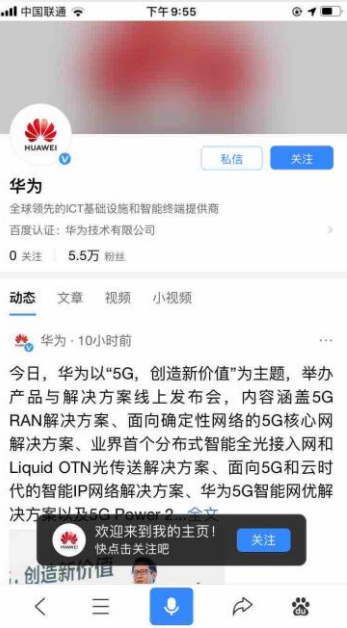 中国联通 下午9:55
HUAWEI
私信 关注
华为
全球领先的ICT基础设施和智能终端提供商
百度认证：华为技术有限公司
0 关注 5.5万 粉丝
动态 文章 视频 小视频
华为 · 10小时前
今日，华为以“5G，创造新价值”为主题，举办
产品与解决方案线上发布会，内容涵盖5G
RAN解决方案、面向确定性网络的5G核心网
解决方案、业界首个分布式智能全光接入网和
Liquid OTN光传送解决方案、面向5G和云时
代的智能IP网络解决方案、华为5G智能网优解
决方案以及5G Power 2...全文
欢迎来到我的主页！
快点击关注吧
关注
HUAWEI
创造新价值
du